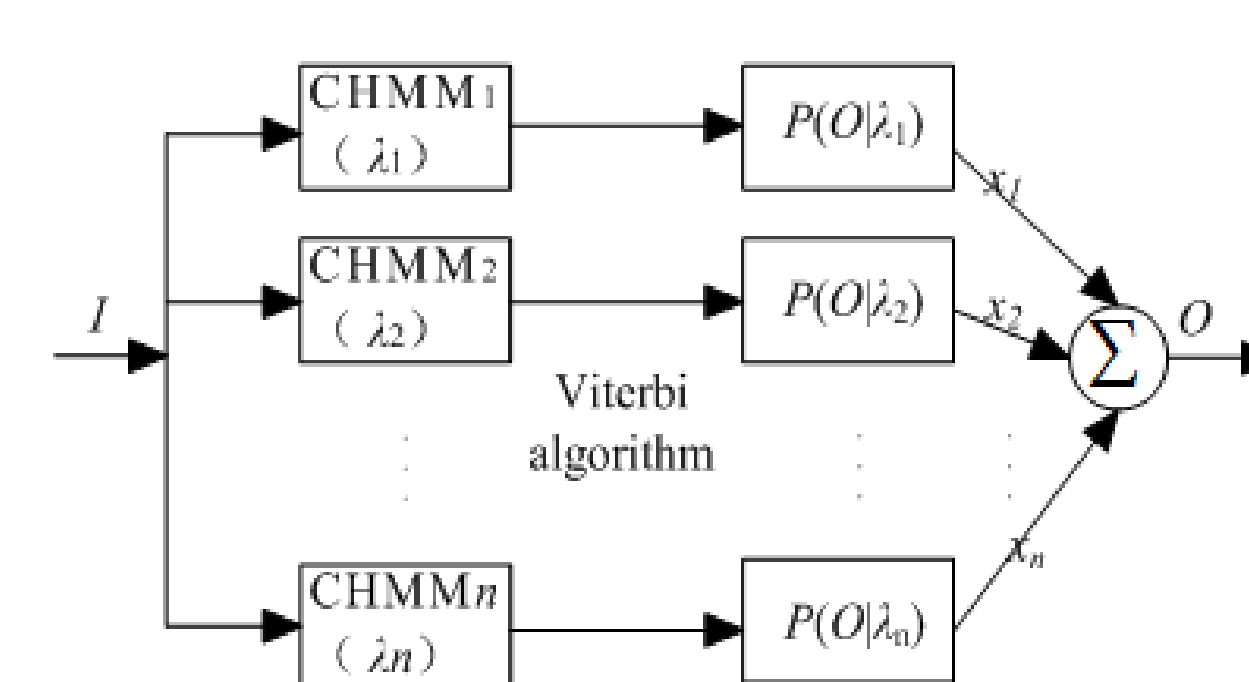 CHMM1
( λ1 )
P(O|λ1)
x1
CHMM2
( λ2 )
P(O|λ2)
x2
I
Σ
O
Viterbi
algorithm
xn
CHMMn
( λn )
P(O|λn)